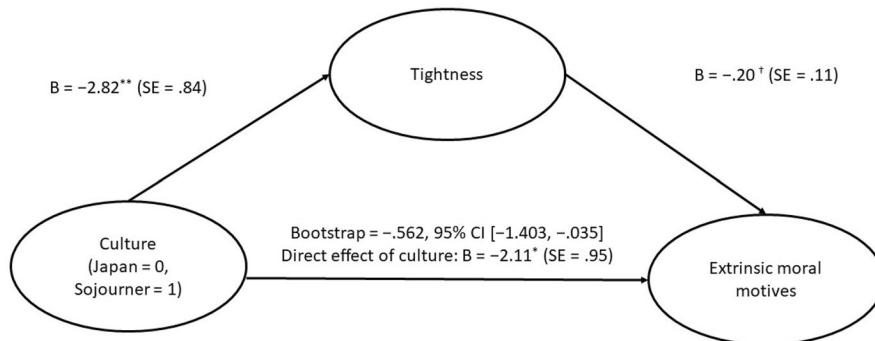 Tightness
B = −2.82** (SE = .84)
B = −.20 † (SE = .11)
Culture
(Japan = 0,
Sojourner = 1)
Bootstrap = −.562, 95% CI [−1.403, −.035]
Direct effect of culture: B = −2.11* (SE = .95)
Extrinsic moral
motives